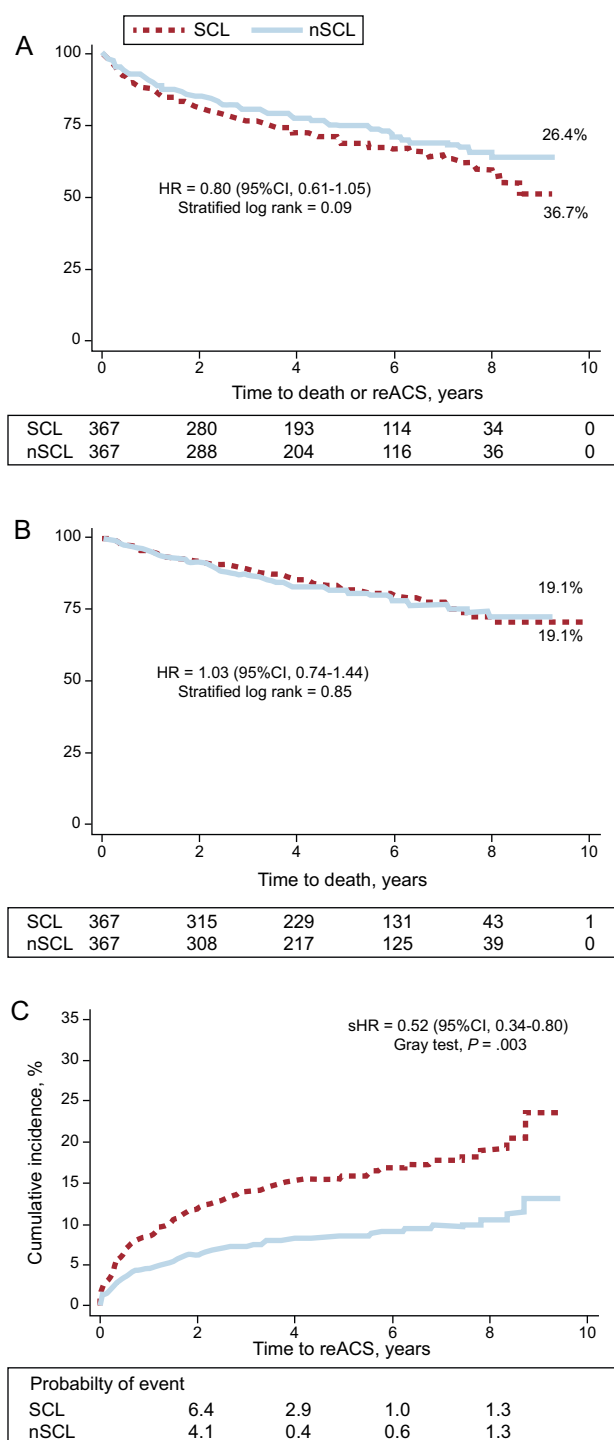 SCL nSCL
A
100
75
50
25
0
26.4%
36.7%
HR = 0.80 (95%CI, 0.61-1.05)
Stratified log rank = 0.09
0 2 4 6 8 10
Time to death or reACS, years
SCL 367 280 193 114 34 0
nSCL 367 288 204 116 36 0
B
100
75
50
25
0
19.1%
19.1%
HR = 1.03 (95%CI, 0.74-1.44)
Stratified log rank = 0.85
0 2 4 6 8 10
Time to death, years
SCL 367 315 229 131 43 1
nSCL 367 308 217 125 39 0
C
Cumulative incidence, %
35
30
25
20
15
10
5
0
sHR = 0.52 (95%CI, 0.34-0.80)
Gray test, P = .003
0 2 4 6 8 10
Time to reACS, years
Probabilty of event
SCL 6.4 2.9 1.0 1.3
nSCL 4.1 0.4 0.6 1.3